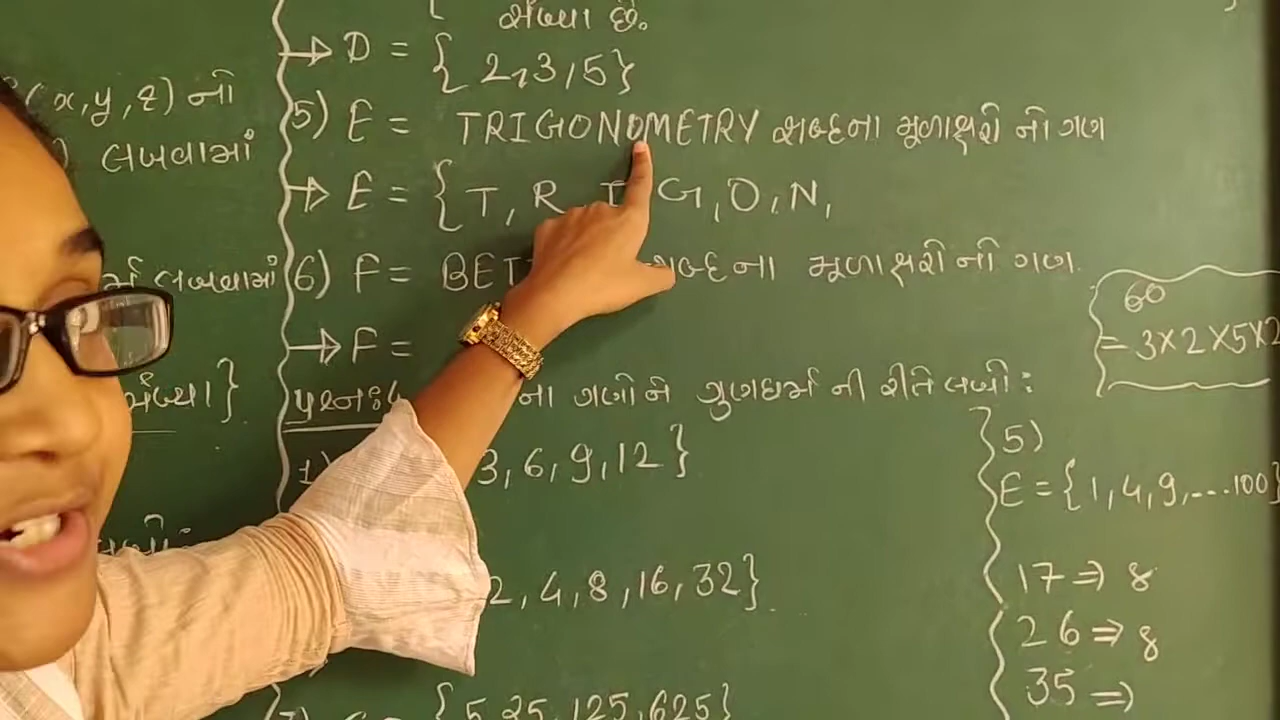 (x,y,z) નો
લખવામાં
લખવામાં
}
સંખ્યા છે.
→ D = { 2,3,5}
5) E = TRIGONOMETRY શબ્દના મૂળાક્ષરો નો ગણ
→ E = { T, R, I, G, O, N,
6) F = BET શબ્દના મૂળાક્ષરોનો ગણ.
→ F =
પ્રશ્નઃ4 ના ગણોને ગુણધર્મ ની રીતે લખો :
1) 3, 6, 9, 12 }
2, 4, 8, 16, 32}
{ 5, 25, 125, 625}
60
= 3×2×5×2
5)
E = { 1, 4, 9, ....100}
17 ⇒ 8
26 ⇒ 8
35 ⇒